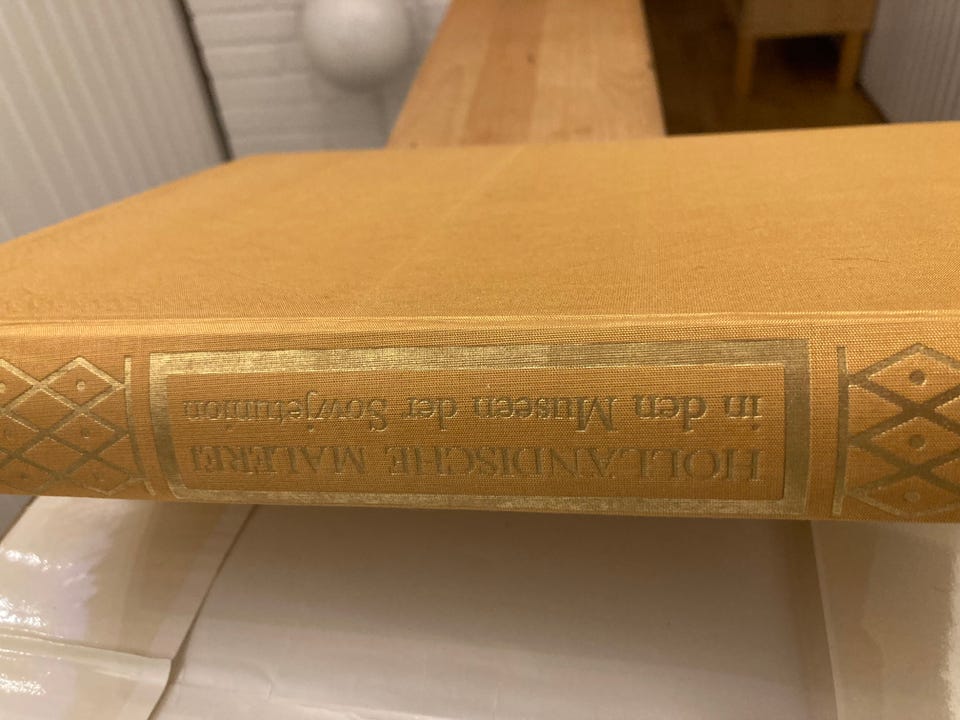 HOLLÄNDISCHE MALEREI
in den Museen der Sowjetunion